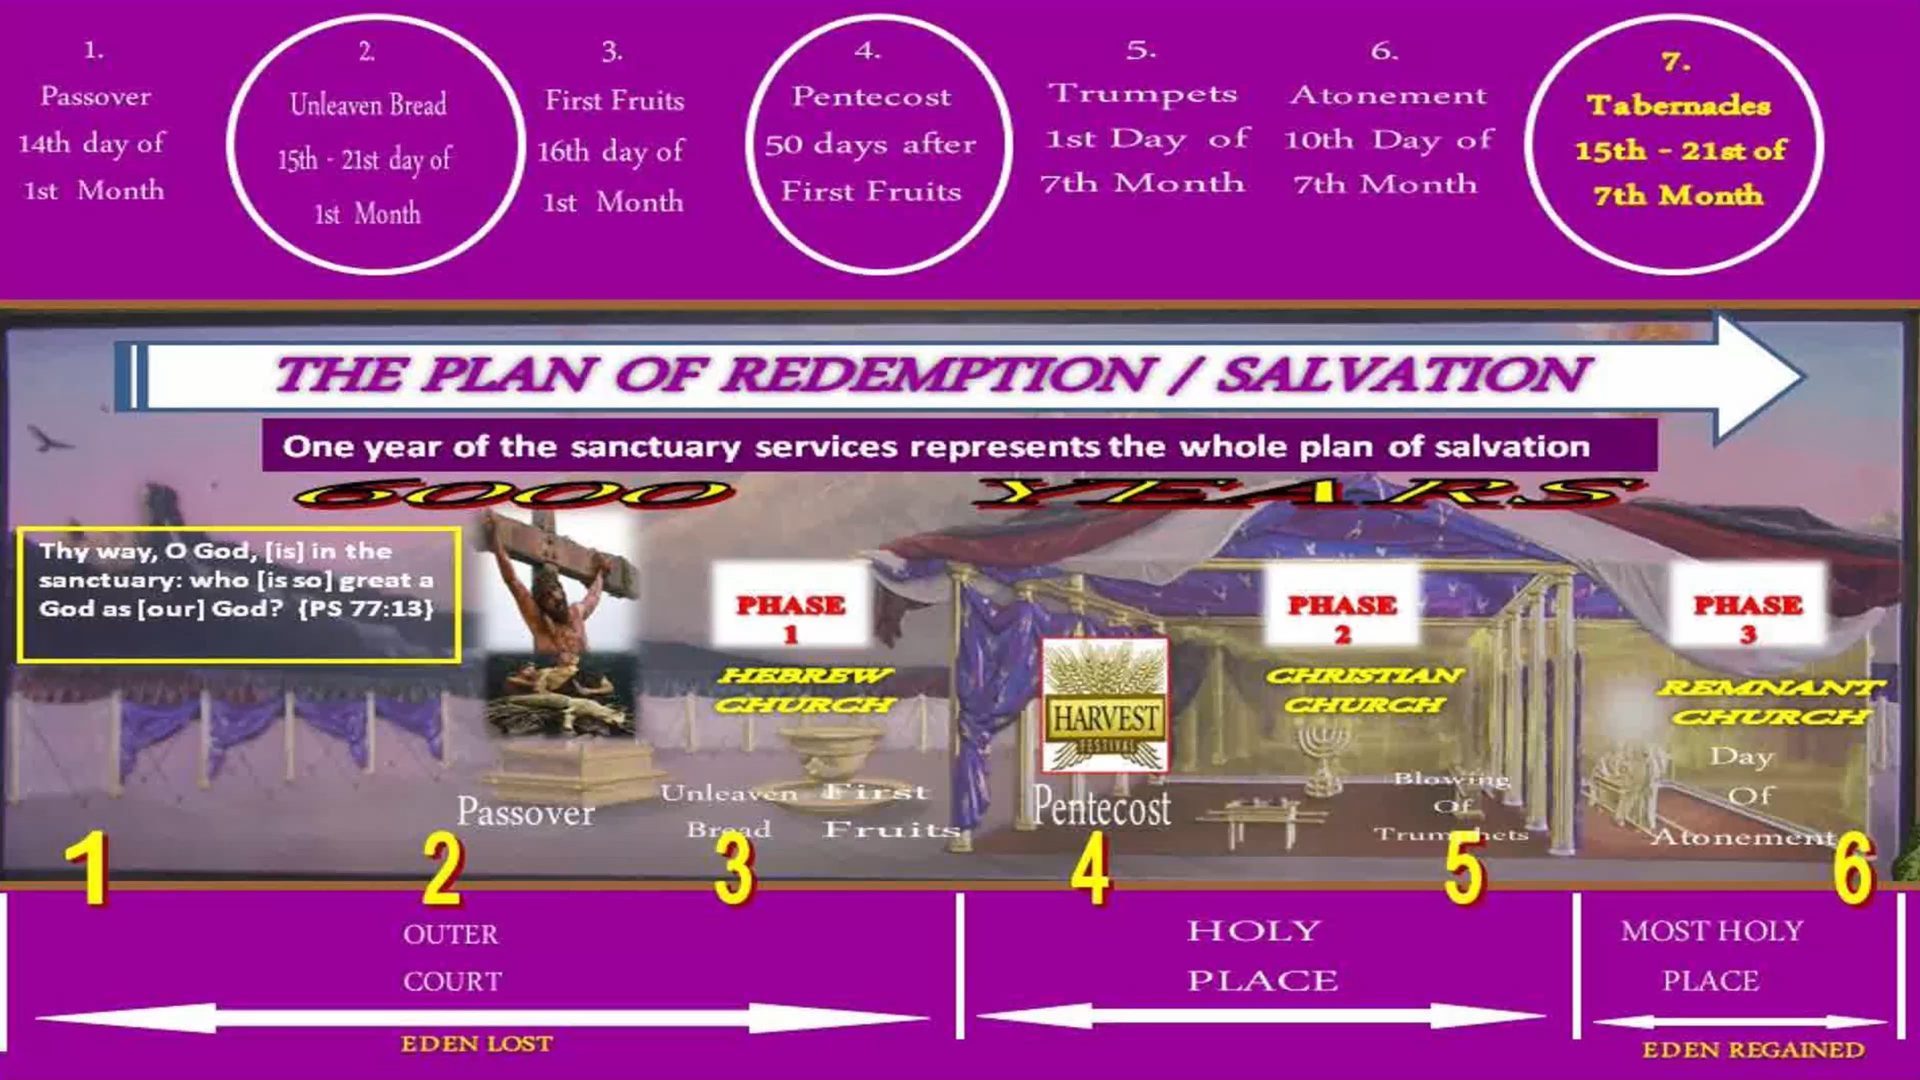 1.
Passover
14th day of
1st Month
2.
Unleaven Bread
15th - 21st day of
1st Month
3.
First Fruits
16th day of
1st Month
4.
Pentecost
50 days after
First Fruits
5.
Trumpets
1st Day of
7th Month
6.
Atonement
10th Day of
7th Month
7.
Tabernacles
15th - 21st of
7th Month
THE PLAN OF REDEMPTION / SALVATION
One year of the sanctuary services represents the whole plan of salvation
6000 YEARS
Thy way, O God, [is] in the
sanctuary: who [is so] great a
God as [our] God? {PS 77:13}
PHASE
1
HEBREW
CHURCH
PHASE
2
CHRISTIAN
CHURCH
PHASE
3
REMNANT
CHURCH
HARVEST
FESTIVAL
Passover
Unleaven
Bread
First
Fruits
Pentecost
Blowing
Of
Trumphets
Day
Of
Atonement
1 2 3 4 5 6
OUTER
COURT
HOLY
PLACE
MOST HOLY
PLACE
EDEN LOST
EDEN REGAINED